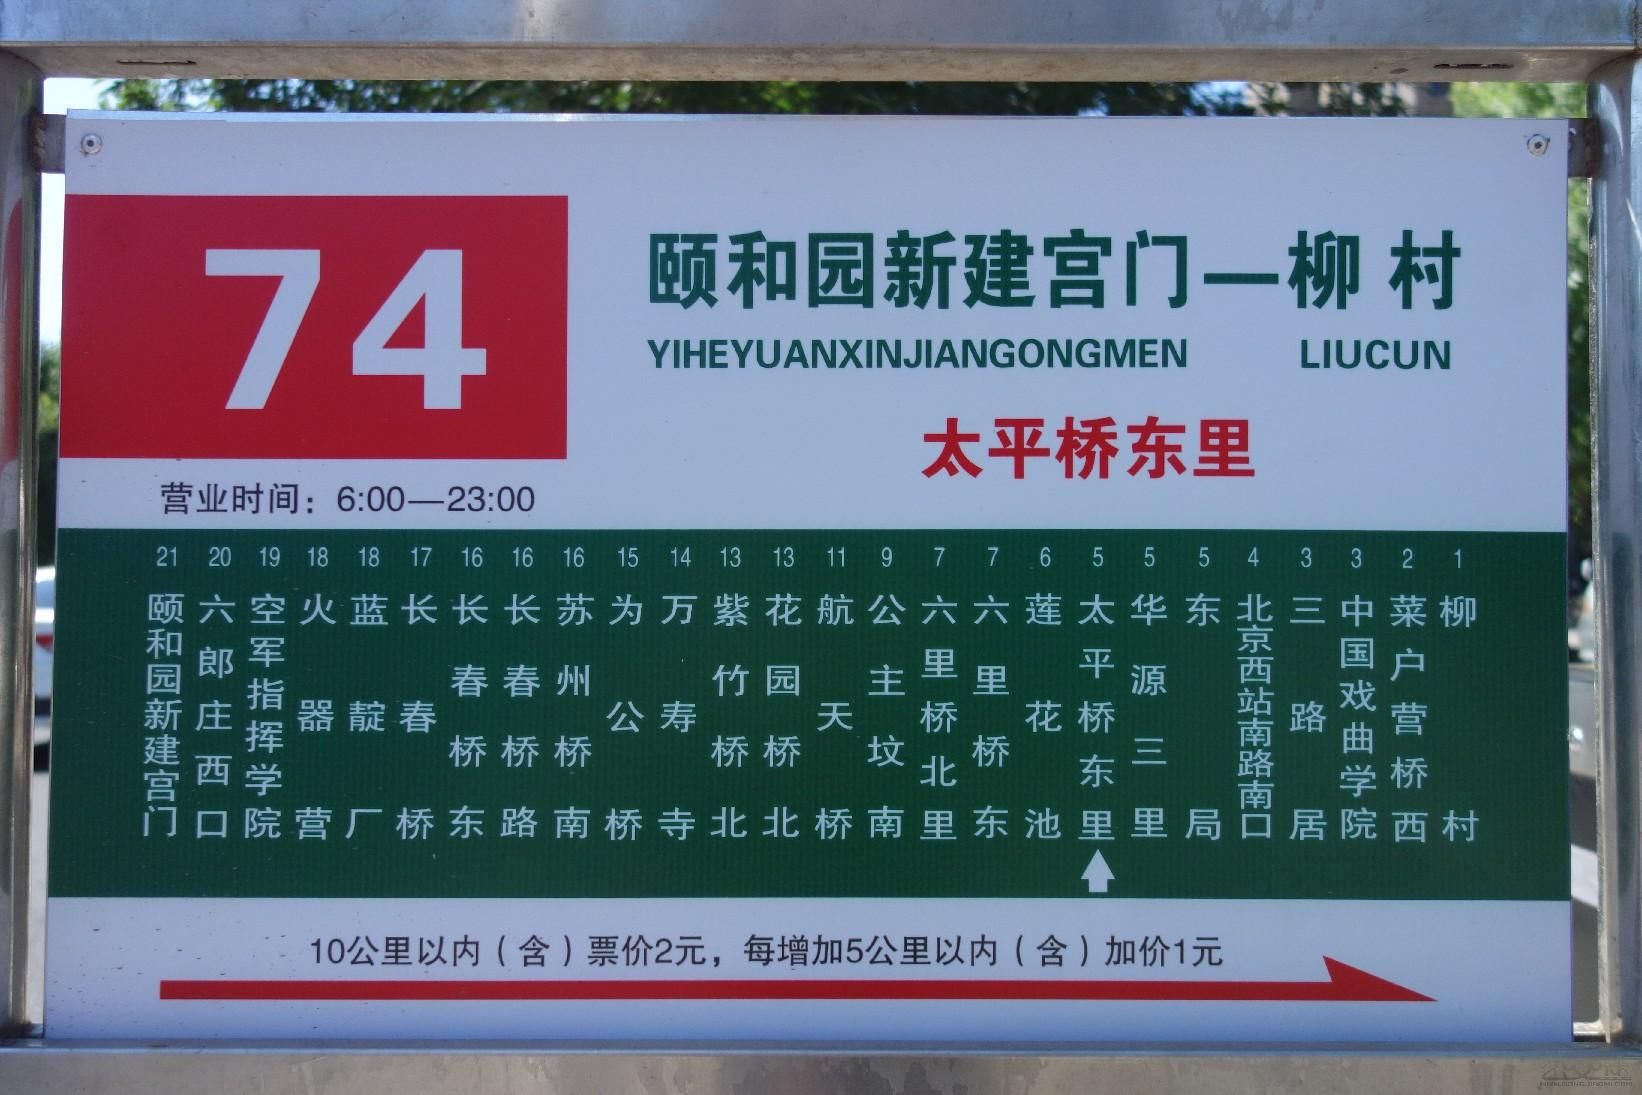 74
颐和园新建宫门—柳 村
YIHEYUANXINJIANGONGMEN LIUCUN
太平桥东里
营业时间：6:00—23:00
21 20 19 18 18 17 16 16 16 15 14 13 13 11 9 7 7 6 5 5 5 4 3 3 2 1
颐和园新建宫门
六郎庄西口
空军指挥学院
火器营
蓝靛厂
长春桥
长春桥东
长春桥路
苏州桥南
为公桥
万寿寺
紫竹桥北
花园桥北
航天桥
公主坟南
六里桥北里
六里桥东
莲花池
太平桥东里
华源三里
东局
北京西站南路南口
三路居
中国戏曲学院
菜户营桥西
柳村
10公里以内（含）票价2元，每增加5公里以内（含）加价1元